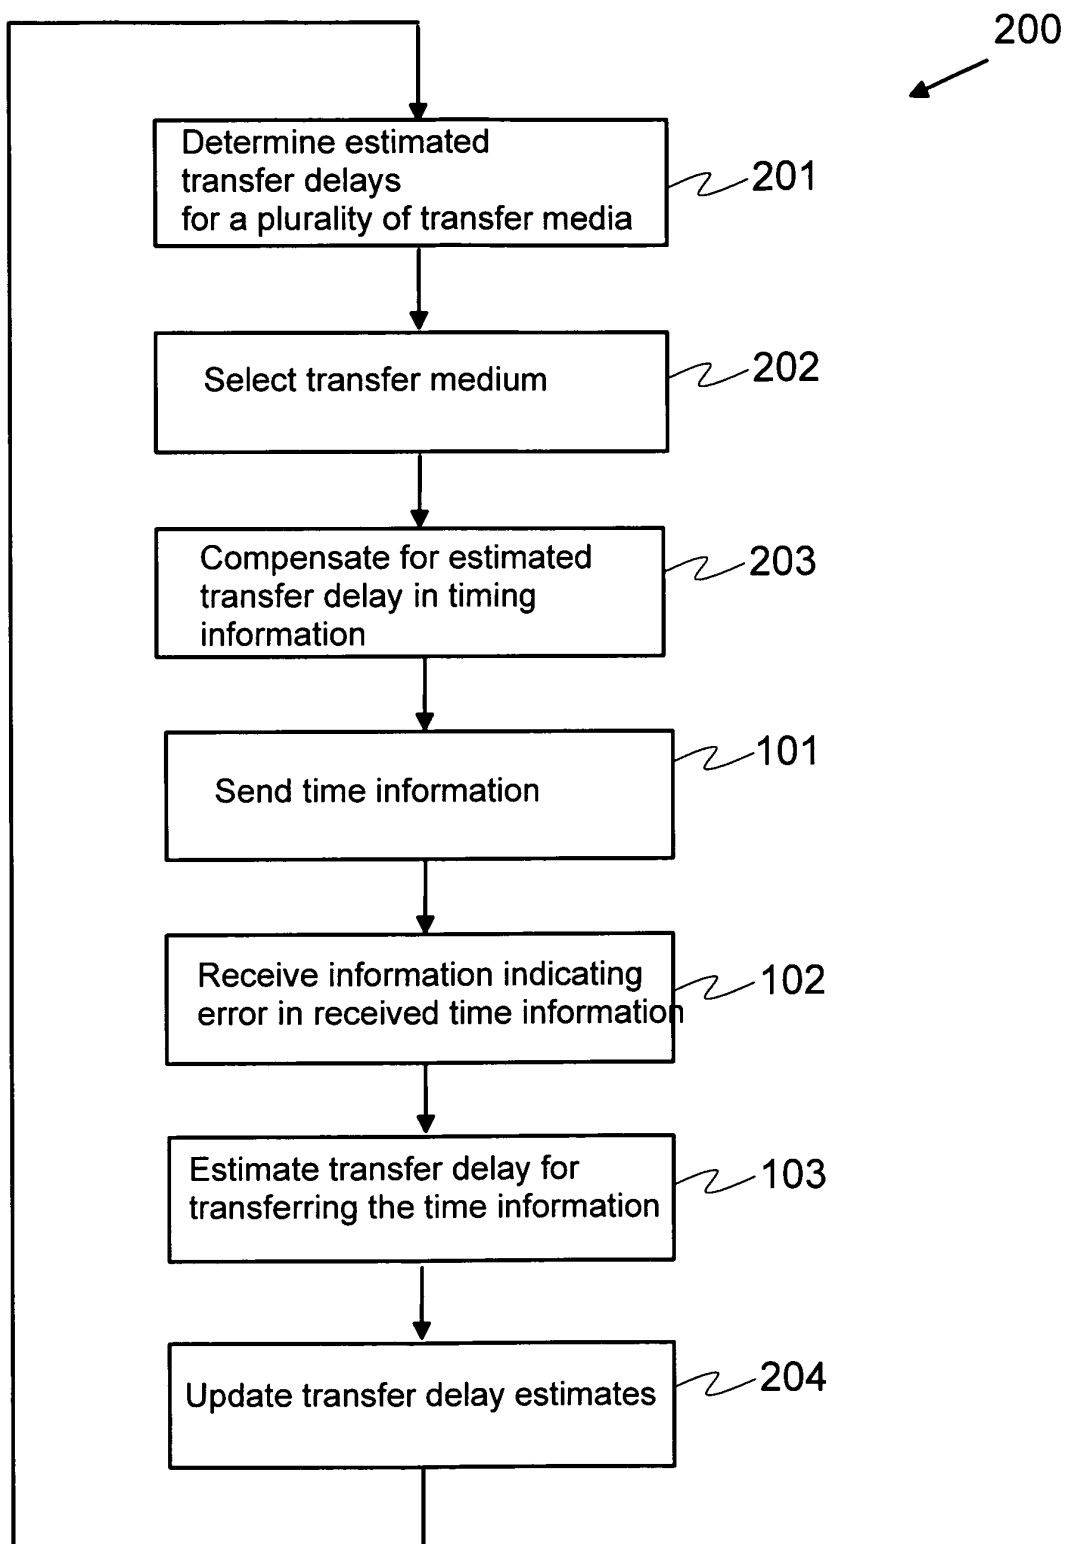 200
Determine estimated
transfer delays
for a plurality of transfer media
201
Select transfer medium
202
Compensate for estimated
transfer delay in timing
information
203
Send time information
101
Receive information indicating
error in received time information
102
Estimate transfer delay for
transferring the time information
103
Update transfer delay estimates
204